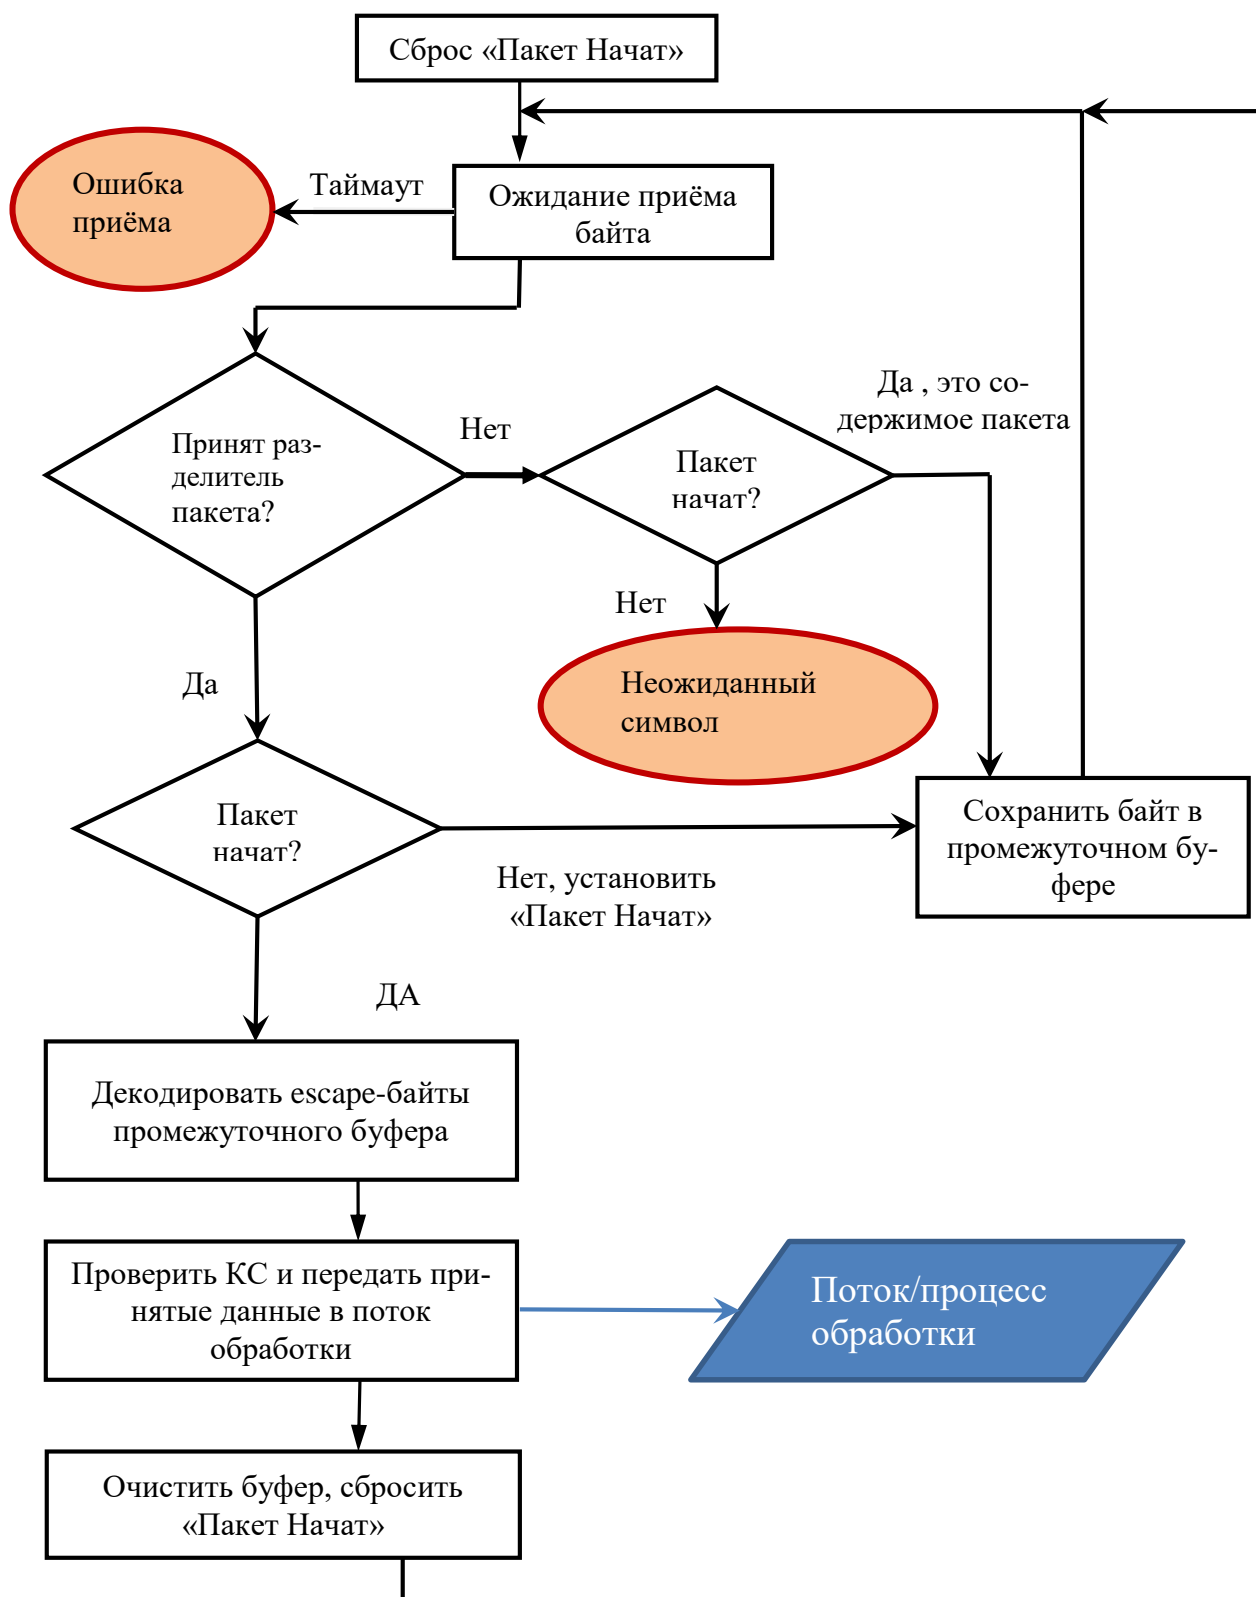 Сброс «Пакет Начат»
Ошибка
приёма
Таймаут
Ожидание приёма
байта
Принят раз-
делитель
пакета?
Нет
Пакет
начат?
Да , это со-
держимое пакета
Нет
Неожиданный
символ
Да
Пакет
начат?
Нет, установить
«Пакет Начат»
Сохранить байт в
промежуточном бу-
фере
ДА
Декодировать escape-байты
промежуточного буфера
Проверить КС и передать при-
нятые данные в поток
обработки
Поток/процесс
обработки
Очистить буфер, сбросить
«Пакет Начат»